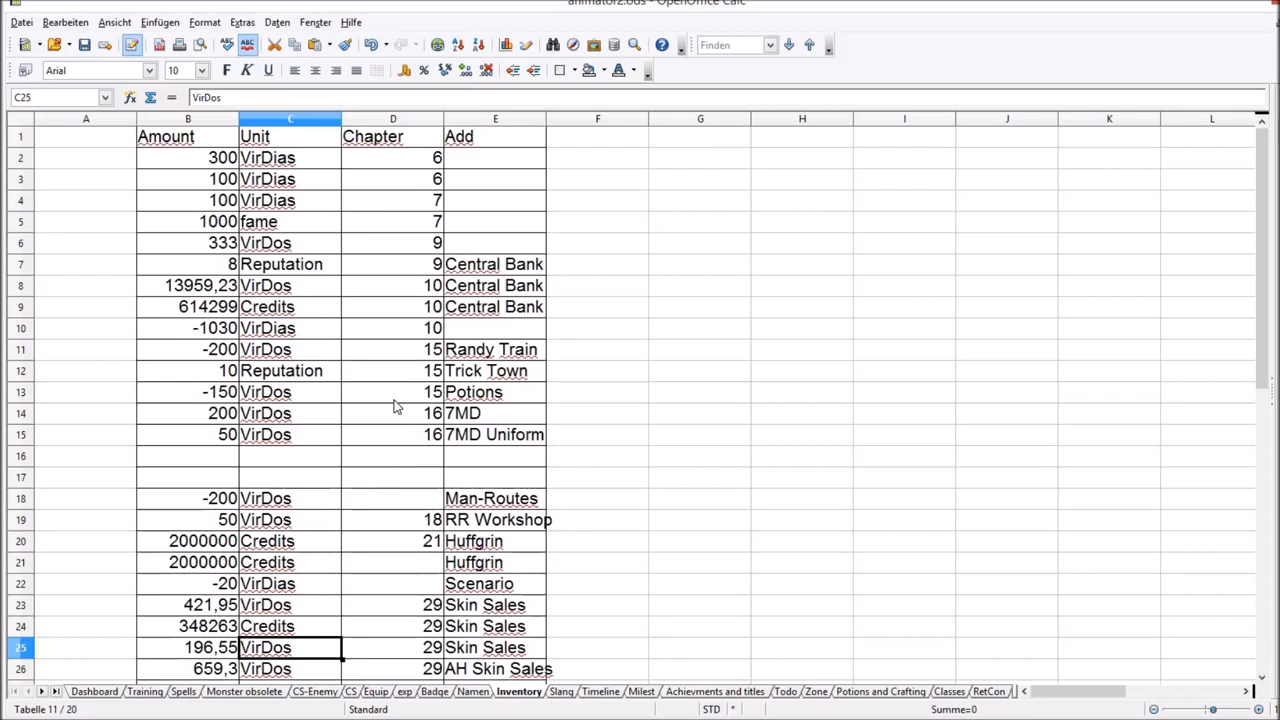 animator2.ods - OpenOffice Calc
Datei Bearbeiten Ansicht Einfügen Format Extras Daten Fenster Hilfe
Finden
Arial 10
C25 VirDos
A B C D E F G H I J K L
1 Amount Unit Chapter Add
2 300 VirDias 6
3 100 VirDias 6
4 100 VirDias 7
5 1000 fame 7
6 333 VirDos 9
7 8 Reputation 9 Central Bank
8 13959,23 VirDos 10 Central Bank
9 614299 Credits 10 Central Bank
10 -1030 VirDias 10
11 -200 VirDos 15 Randy Train
12 10 Reputation 15 Trick Town
13 -150 VirDos 15 Potions
14 200 VirDos 16 7MD
15 50 VirDos 16 7MD Uniform
16
17
18 -200 VirDos Man-Routes
19 50 VirDos 18 RR Workshop
20 2000000 Credits 21 Huffgrin
21 2000000 Credits Huffgrin
22 -20 VirDias Scenario
23 421,95 VirDos 29 Skin Sales
24 348263 Credits 29 Skin Sales
25 196,55 VirDos 29 Skin Sales
26 659,3 VirDos 29 AH Skin Sales
Dashboard Training Spells Monster obsolete CS-Enemy CS Equip exp Badge Namen Inventory Slang Timeline Milest Achievments and titles Todo Zone Potions and Crafting Classes RetCon
Tabelle 11 / 20 Standard STD * Summe=0